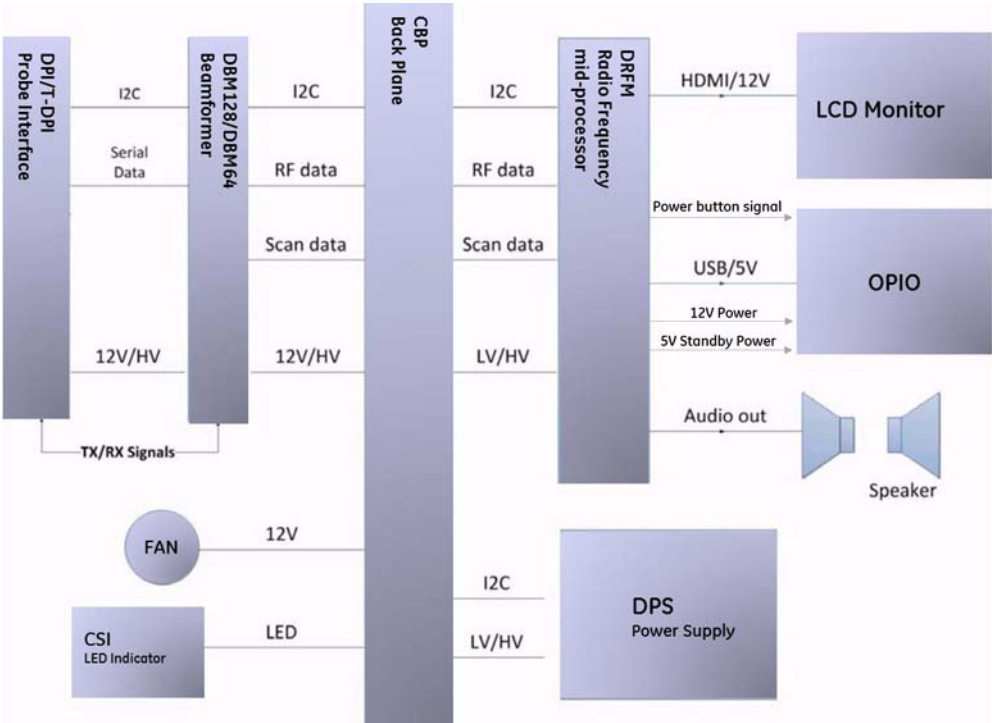 DPI/T-DPI
Probe Interface
I2C
Serial
Data
12V/HV
TX/RX Signals
DBM128/DBM64
Beamformer
I2C
RF data
Scan data
12V/HV
CBP
Back Plane
I2C
RF data
Scan data
LV/HV
DRFM
Radio Frequency
mid-processor
HDMI/12V
LCD Monitor
Power button signal
USB/5V
12V Power
5V Standby Power
OPIO
Audio out
Speaker
FAN
12V
CSI
LED Indicator
LED
I2C
LV/HV
DPS
Power Supply